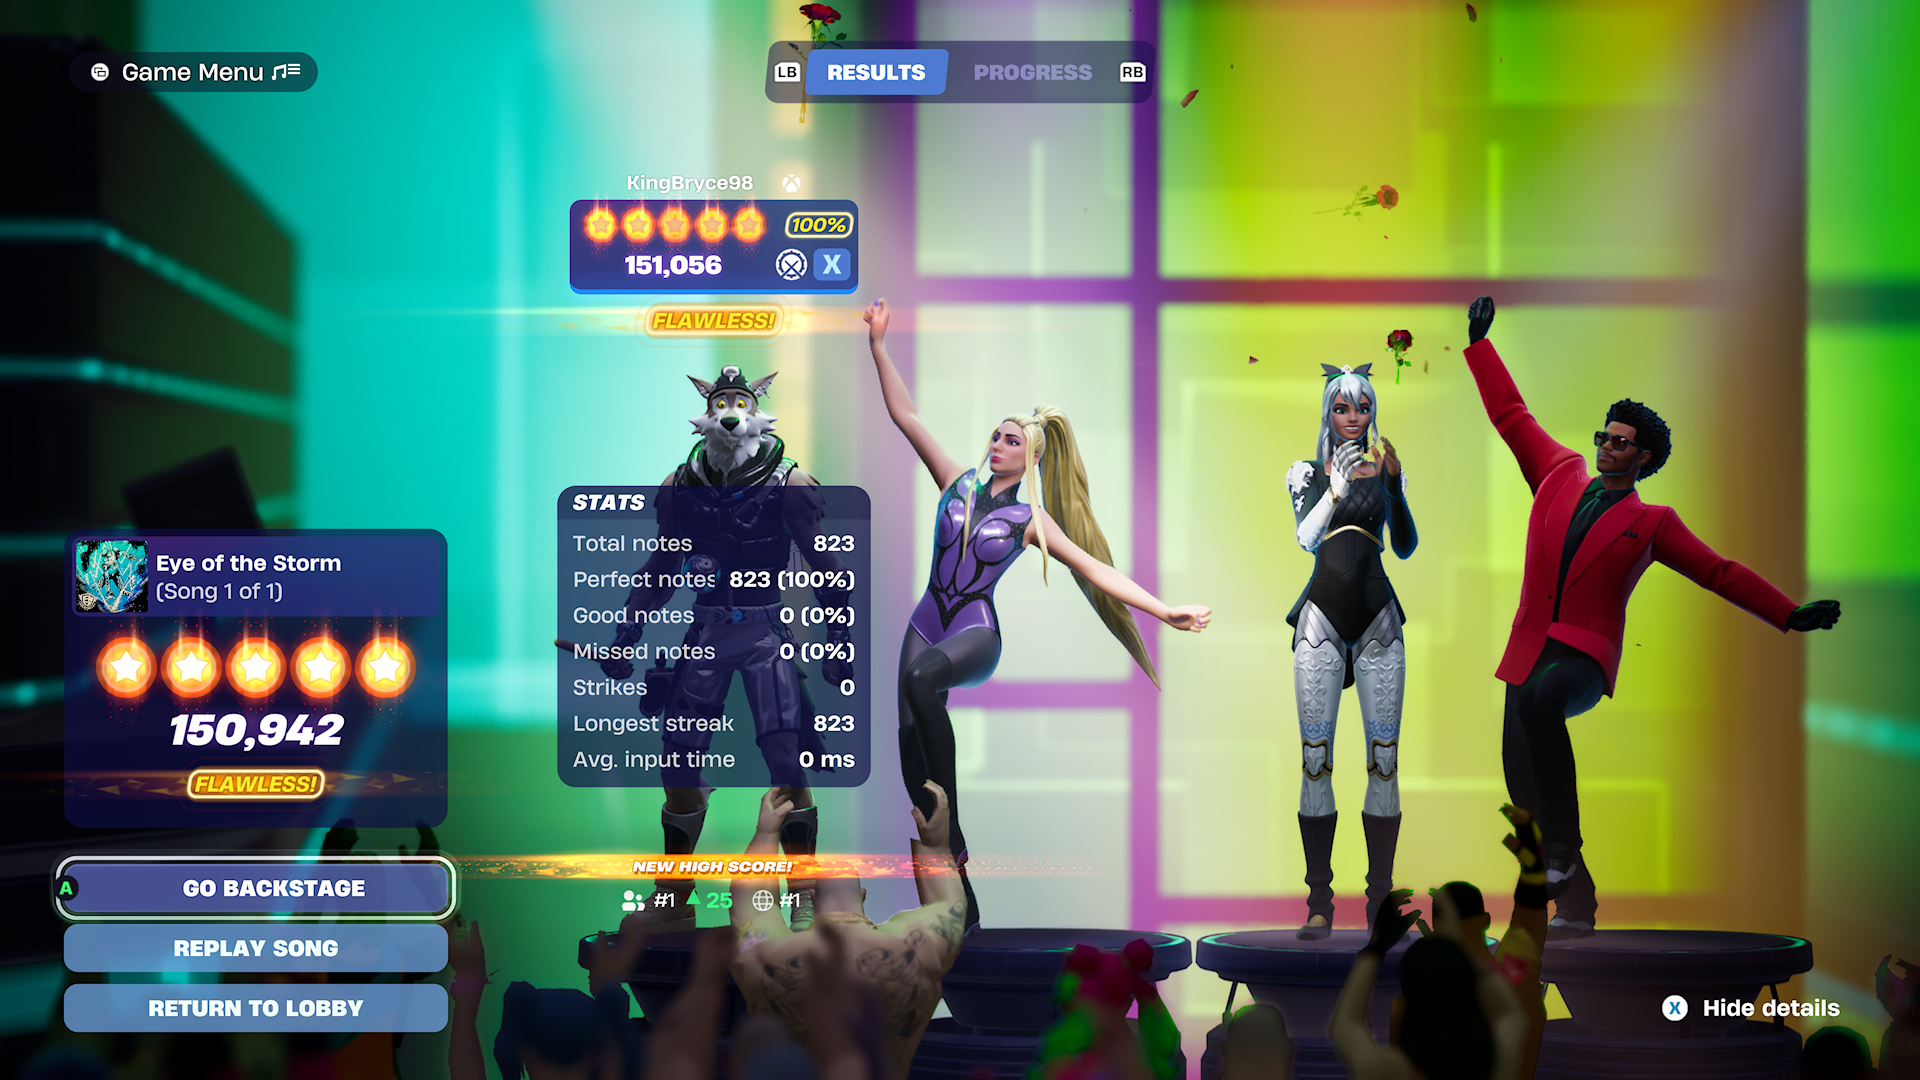 Game Menu
LB RESULTS PROGRESS RB
KingBryce98
100%
151,056
X
FLAWLESS!
STATS
Total notes 823
Perfect notes 823 (100%)
Good notes 0 (0%)
Missed notes 0 (0%)
Strikes 0
Longest streak 823
Avg. input time 0 ms
NEW HIGH SCORE!
#1 25 #1
Eye of the Storm
(Song 1 of 1)
150,942
FLAWLESS!
A GO BACKSTAGE
REPLAY SONG
RETURN TO LOBBY
X Hide details